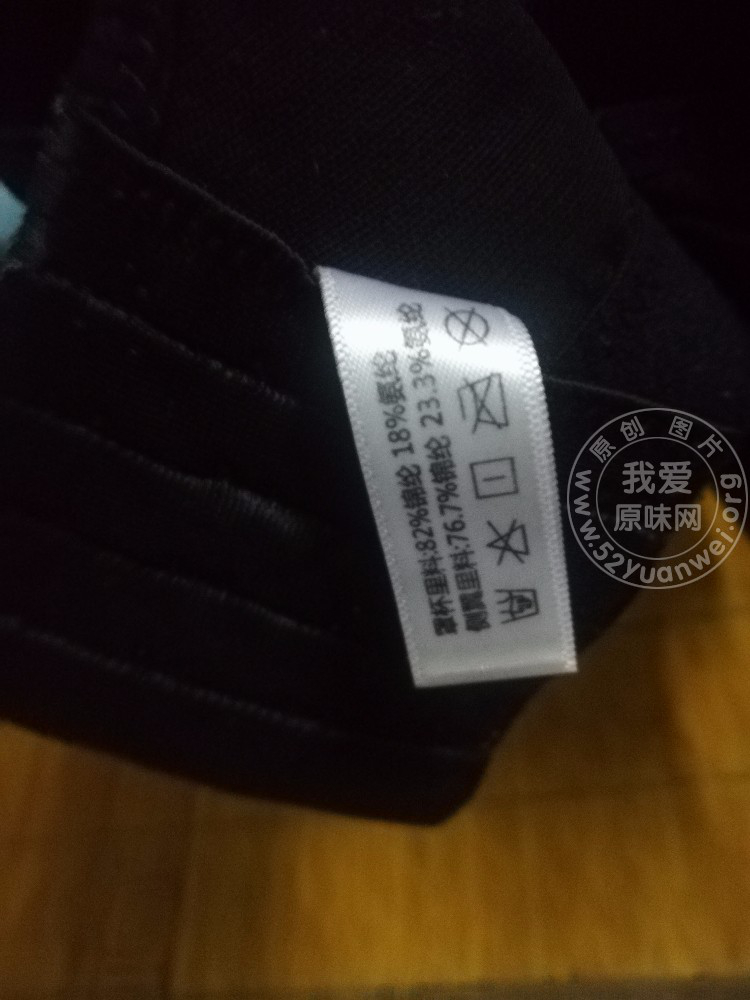 罩杯里料:82%锦纶 18%氨纶
侧翼里料:76.7%锦纶 23.3%氨纶
原创 图片
我爱
原味网
www.52yuanwei.org